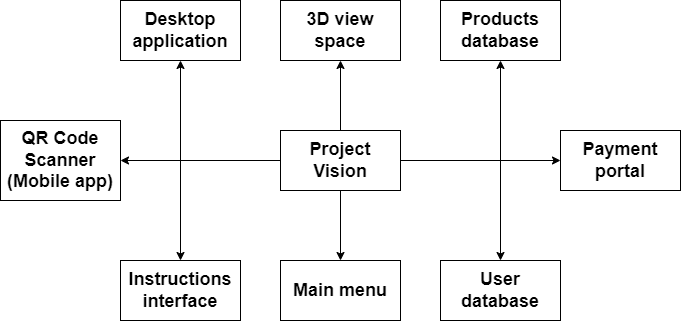 Desktop
application
3D view
space
Products
database
QR Code
Scanner
(Mobile app)
Project
Vision
Payment
portal
Instructions
interface
Main menu
User
database